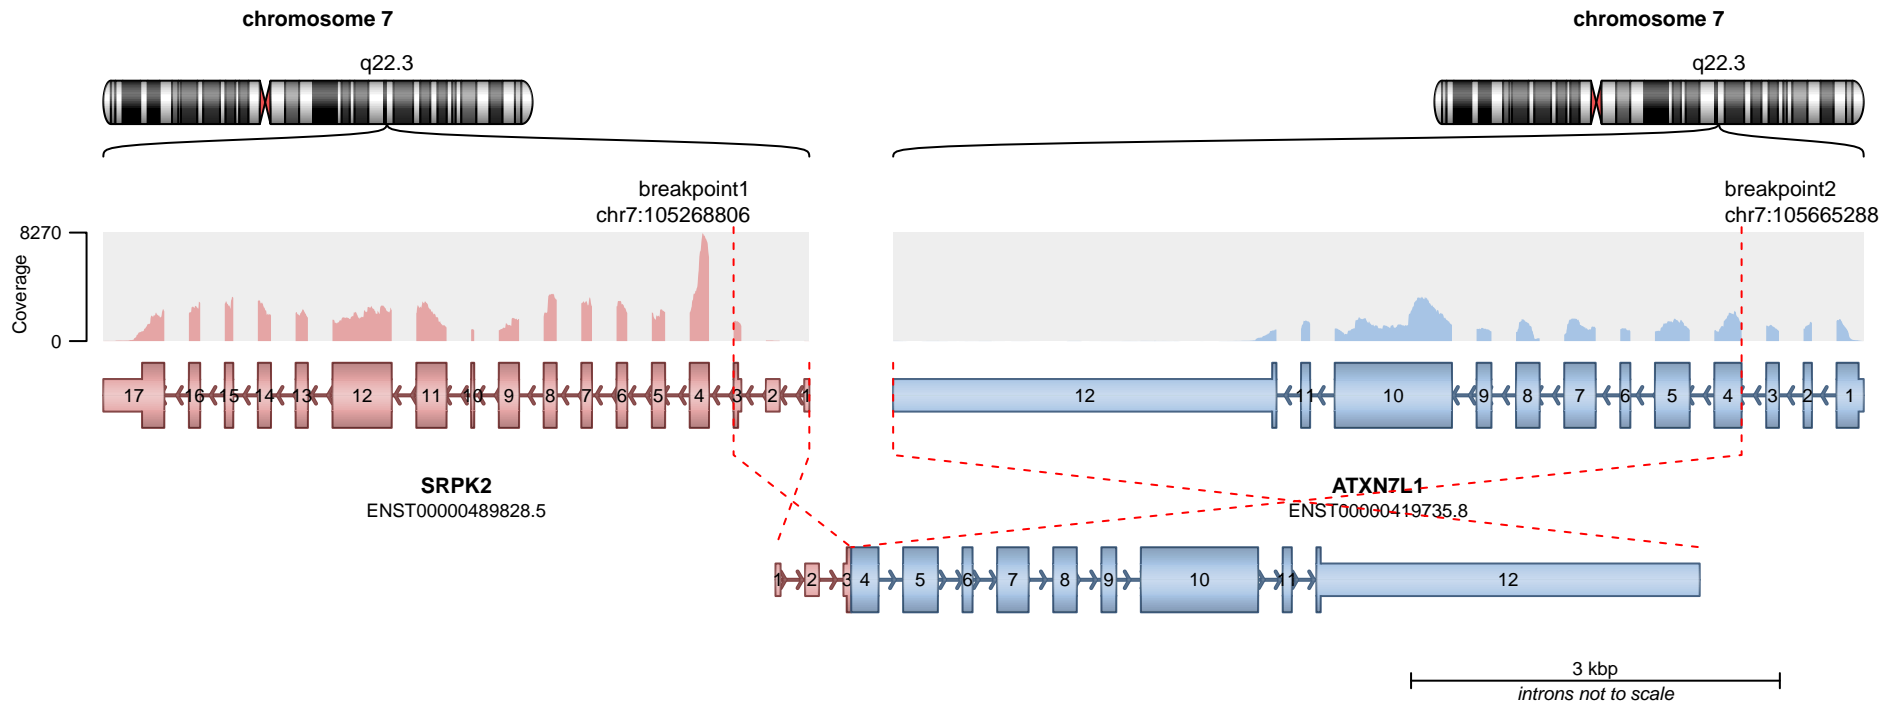 chromosome 7
chromosome 7
q22.3
q22.3
breakpoint1
chr7:105268806
breakpoint2
chr7:105665288
8270
0
Coverage
17 16 15 14 13 12 11 10 9 8 7 6 5 4 3 2 1
12 11 10 9 8 7 6 5 4 3 2 1
SRPK2
ENST00000489828.5
ATXN7L1
ENST00000419735.8
1 2 3 4 5 6 7 8 9 10 11 12
3 kbp
introns not to scale